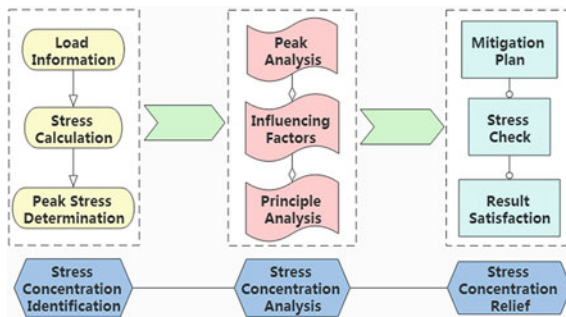 Load
Information
Stress
Calculation
Peak Stress
Determination
Peak
Analysis
Influencing
Factors
Principle
Analysis
Mitigation
Plan
Stress
Check
Result
Satisfaction
Stress
Concentration
Identification
Stress
Concentration
Analysis
Stress
Concentration
Relief